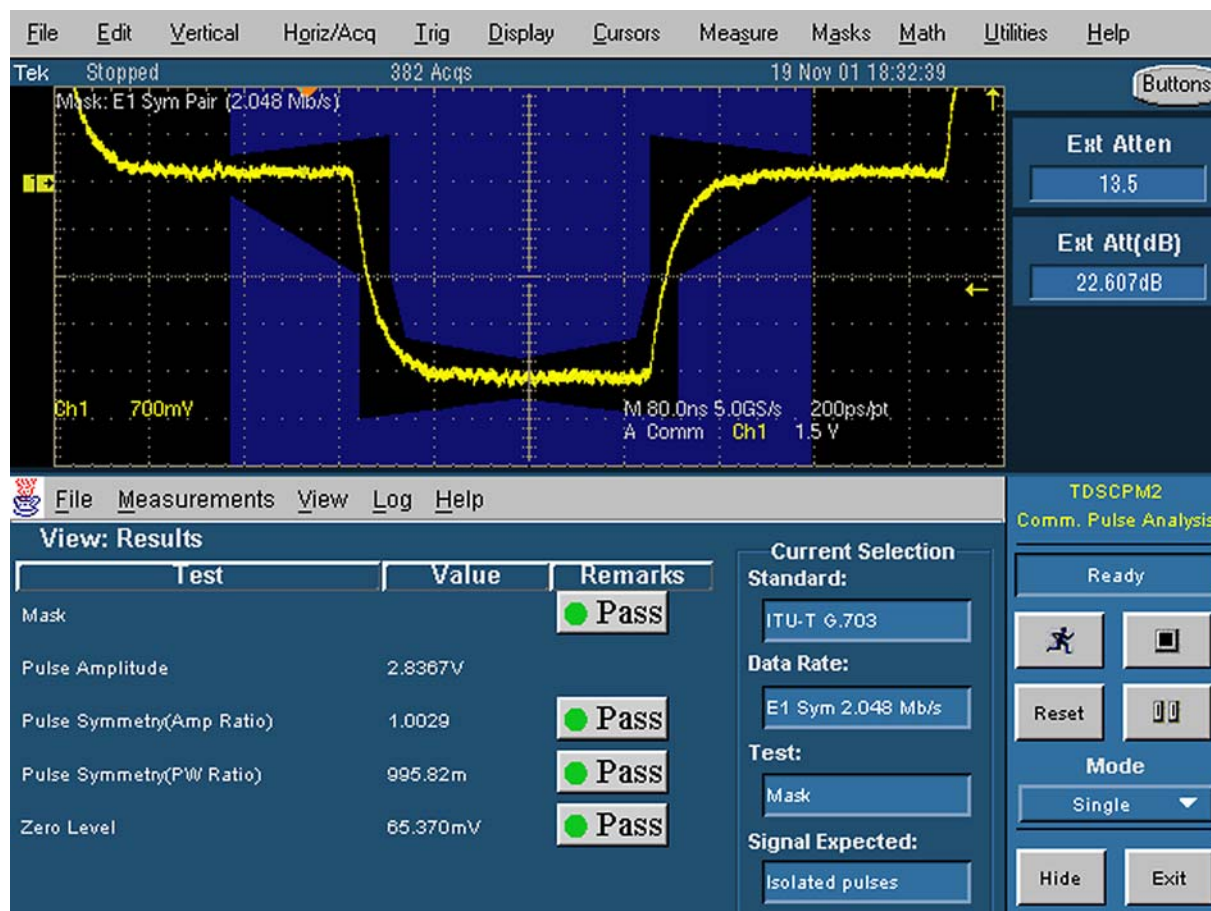 File Edit Vertical Horiz/Acq Trig Display Cursors Measure Masks Math Utilities Help
Tek Stopped 382 Acqs 19 Nov 01 18:32:39
Buttons
Mask: E1 Sym Pair (2.048 Mb/s)
1
Ext Atten
13.5
Ext Att(dB)
22.607dB
Ch1 700mV
M 80.0ns 5.0GS/s 200ps/pt
A Comm Ch1 1.5 V
File Measurements View Log Help
TDSCPM2
Comm. Pulse Analysis
View: Results
Test Value Remarks
Mask Pass
Pulse Amplitude 2.8367V
Pulse Symmetry(Amp Ratio) 1.0029 Pass
Pulse Symmetry(PW Ratio) 995.82m Pass
Zero Level 65.370mV Pass
Current Selection
Standard:
ITU-T G.703
Data Rate:
E1 Sym 2.048 Mb/s
Test:
Mask
Signal Expected:
Isolated pulses
Ready
Reset
Mode
Single
Hide Exit